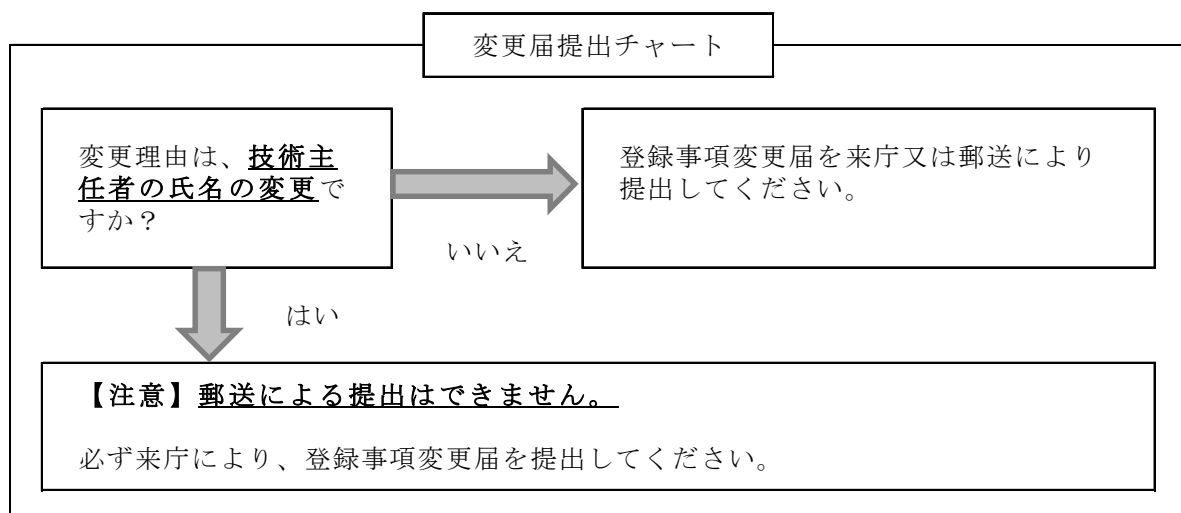 変更届提出チャート
変更理由は、技術主
任者の氏名の変更で
すか？
登録事項変更届を来庁又は郵送により
提出してください。
いいえ
はい
【注意】郵送による提出はできません。
必ず来庁により、登録事項変更届を提出してください。